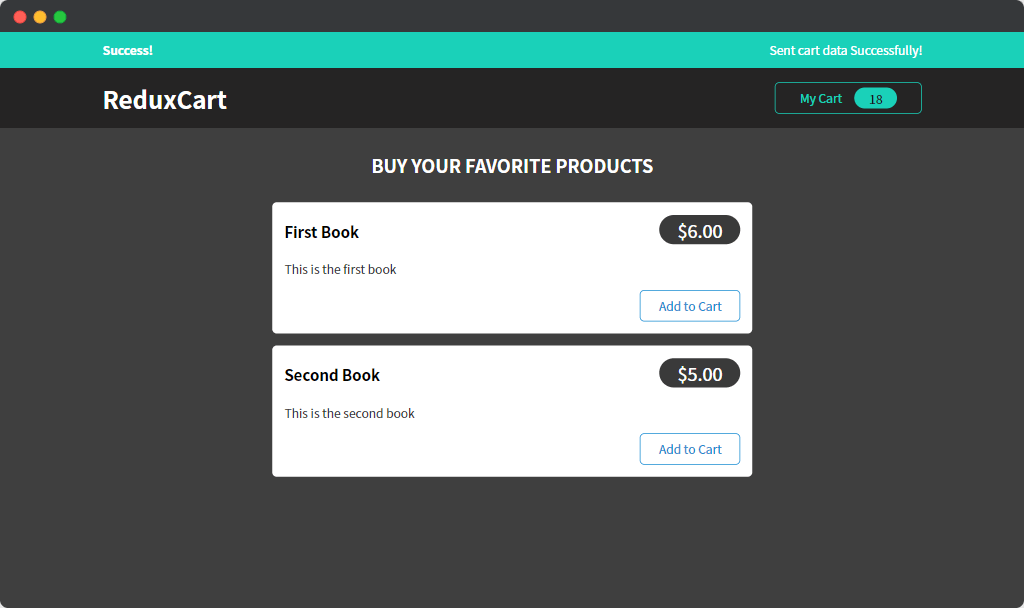 Success! Sent cart data Successfully!
ReduxCart My Cart 18
BUY YOUR FAVORITE PRODUCTS
First Book $6.00
This is the first book
Add to Cart
Second Book $5.00
This is the second book
Add to Cart